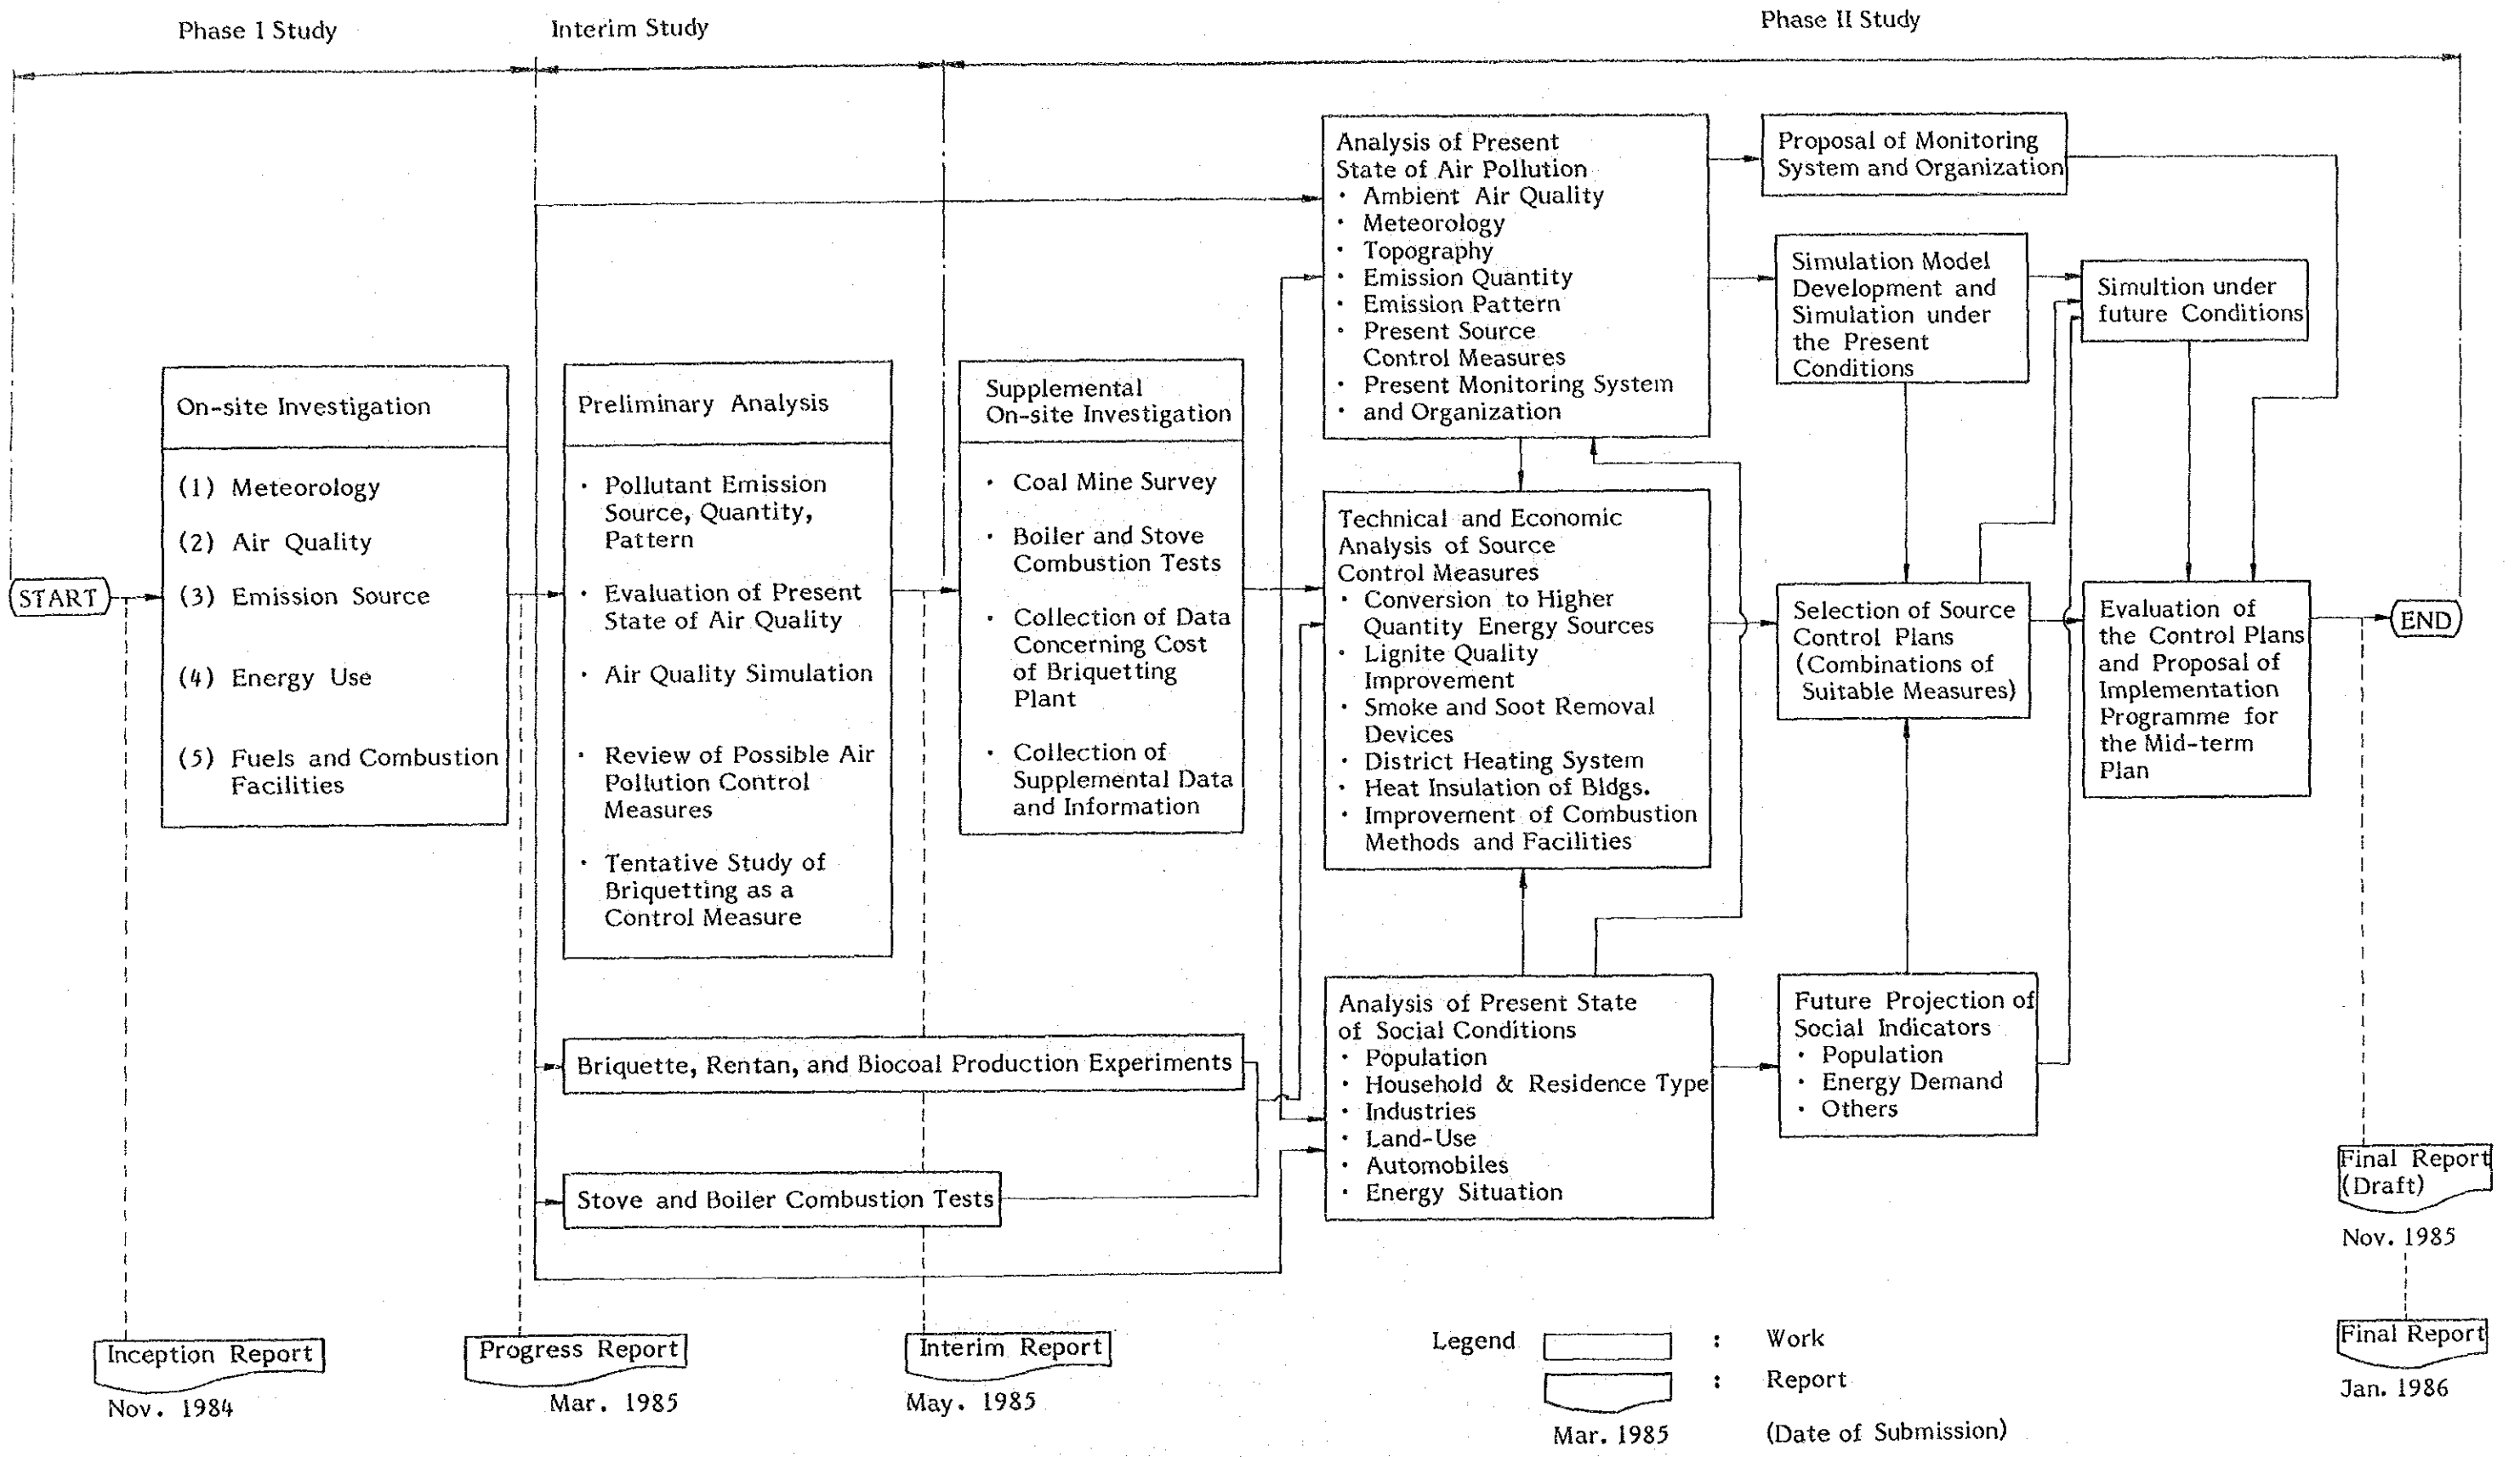 Phase I Study
Interim Study
Phase II Study
START
On-site Investigation
(1) Meteorology
(2) Air Quality
(3) Emission Source
(4) Energy Use
(5) Fuels and Combustion
Facilities
Preliminary Analysis
· Pollutant Emission
Source, Quantity,
Pattern
· Evaluation of Present
State of Air Quality
· Air Quality Simulation
· Review of Possible Air
Pollution Control
Measures
· Tentative Study of
Briquetting as a
Control Measure
Supplemental
On-site Investigation
· Coal Mine Survey
· Boiler and Stove
Combustion Tests
· Collection of Data
Concerning Cost
of Briquetting
Plant
· Collection of
Supplemental Data
and Information
Briquette, Rentan, and Biocoal Production Experiments
Stove and Boiler Combustion Tests
Analysis of Present
State of Air Pollution
· Ambient Air Quality
· Meteorology
· Topography
· Emission Quantity
· Emission Pattern
· Present Source
Control Measures
· Present Monitoring System
· and Organization
Technical and Economic
Analysis of Source
Control Measures
· Conversion to Higher
Quantity Energy Sources
· Lignite Quality
Improvement
· Smoke and Soot Removal
Devices
· District Heating System
· Heat Insulation of Bldgs.
· Improvement of Combustion
Methods and Facilities
Analysis of Present State
of Social Conditions
· Population
· Household & Residence Type
· Industries
· Land-Use
· Automobiles
· Energy Situation
Proposal of Monitoring
System and Organization
Simulation Model
Development and
Simulation under
the Present
Conditions
Simultion under
future Conditions
Selection of Source
Control Plans
(Combinations of
Suitable Measures)
Future Projection of
Social Indicators
· Population
· Energy Demand
· Others
Evaluation of
the Control Plans
and Proposal of
Implementation
Programme for
the Mid-term
Plan
END
Inception Report
Nov. 1984
Progress Report
Mar. 1985
Interim Report
May. 1985
Final Report
(Draft)
Nov. 1985
Final Report
Jan. 1986
Legend
: Work
: Report
Mar. 1985
(Date of Submission)